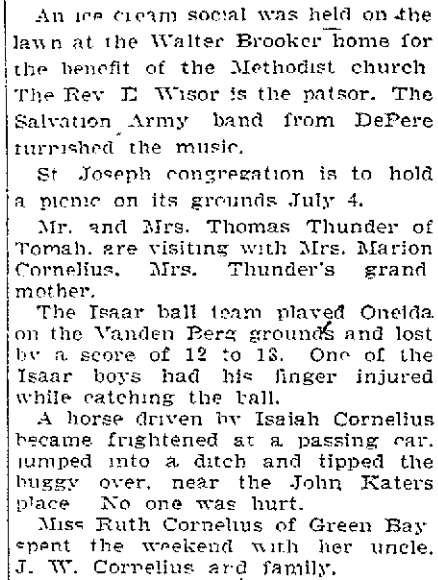 An ice cream social was held on the
lawn at the Walter Brooker home for
the benefit of the Methodist church
The Rev E Wisor is the patsor. The
Salvation Army band from DePere
furnished the music.
St Joseph congregation is to hold
a picnic on its grounds July 4.
Mr. and Mrs. Thomas Thunder of
Tomah. are visiting with Mrs. Marion
Cornelius. Mrs. Thunder's grand
mother.
The Isaar ball team played Oneida
on the Vanden Berg grounds and lost
by a score of 12 to 13. One of the
Isaar boys had his finger injured
while catching the ball.
A horse driven by Isaiah Cornelius
became frightened at a passing car.
jumped into a ditch and tipped the
buggy over, near the John Katers
place No one was hurt.
Miss Ruth Cornelius of Green Bay
spent the weekend with her uncle.
J. W. Cornelius and family.